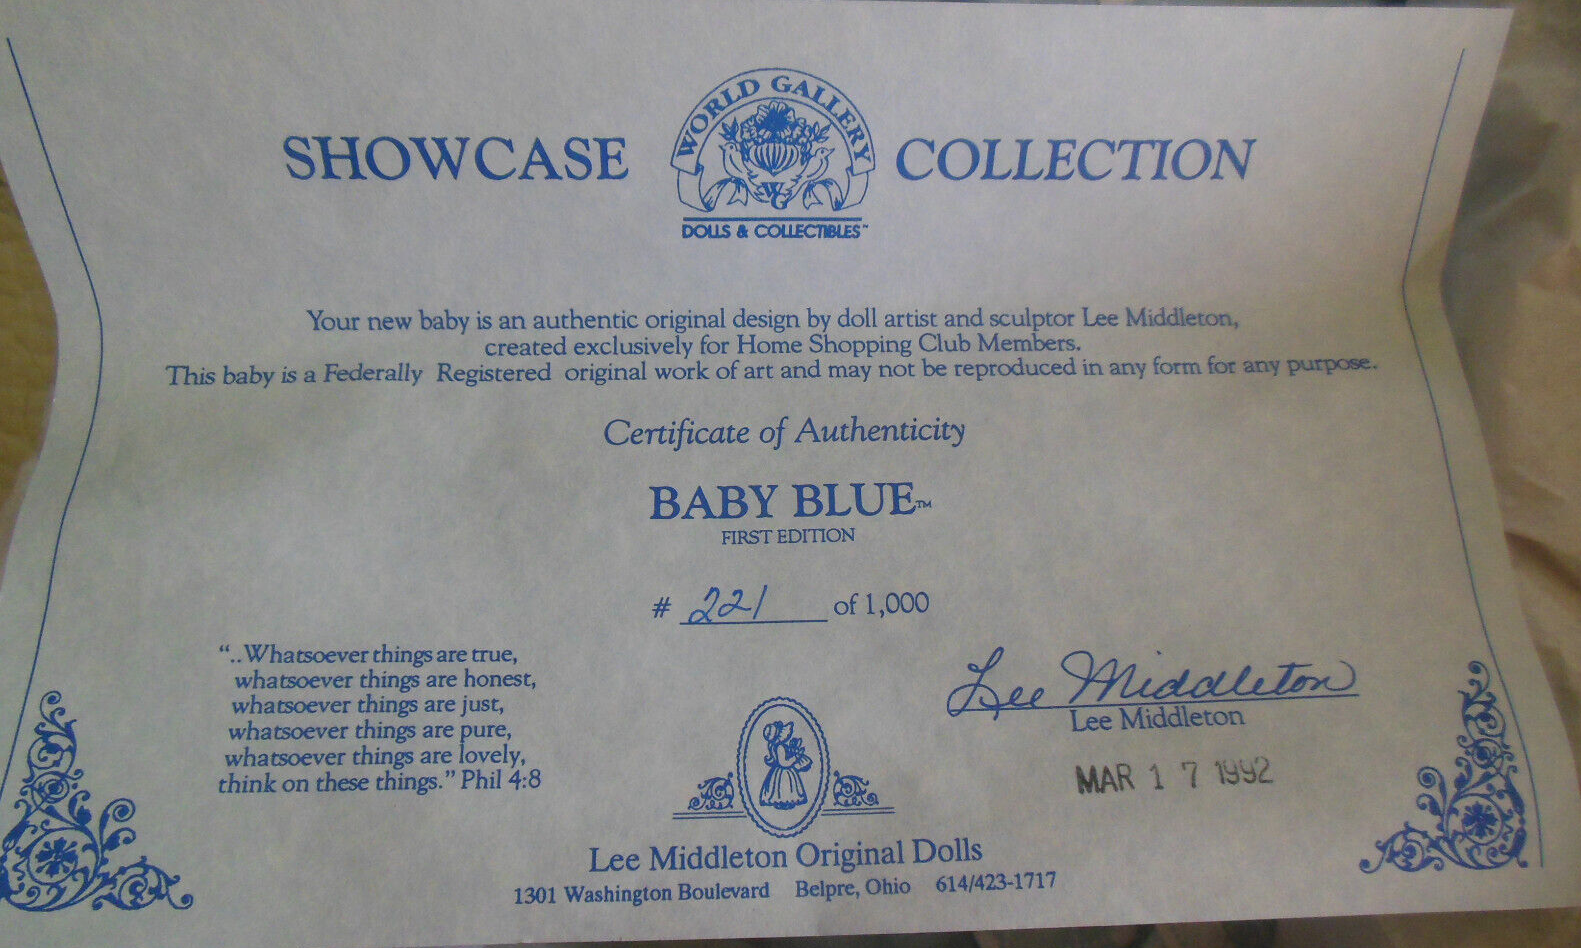 SHOWCASE WORLD GALLERY COLLECTION
WG
DOLLS & COLLECTIBLES™
Your new baby is an authentic original design by doll artist and sculptor Lee Middleton,
created exclusively for Home Shopping Club Members.
This baby is a Federally Registered original work of art and may not be reproduced in any form for any purpose.
Certificate of Authenticity
BABY BLUE™
FIRST EDITION
# 221 of 1,000
“..Whatsoever things are true,
whatsoever things are honest,
whatsoever things are just,
whatsoever things are pure,
whatsoever things are lovely,
think on these things.” Phil 4:8
Lee Middleton
Lee Middleton
MAR 17 1992
Lee Middleton Original Dolls
1301 Washington Boulevard Belpre, Ohio 614/423-1717